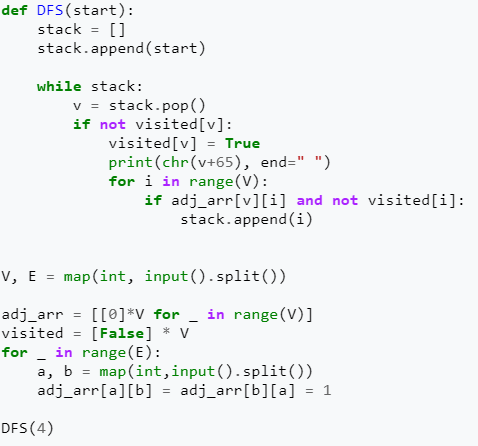 def DFS(start):
    stack = []
    stack.append(start)

    while stack:
        v = stack.pop()
        if not visited[v]:
            visited[v] = True
            print(chr(v+65), end=" ")
            for i in range(V):
                if adj_arr[v][i] and not visited[i]:
                    stack.append(i)


V, E = map(int, input().split())

adj_arr = [[0]*V for _ in range(V)]
visited = [False] * V
for _ in range(E):
    a, b = map(int,input().split())
    adj_arr[a][b] = adj_arr[b][a] = 1

DFS(4)